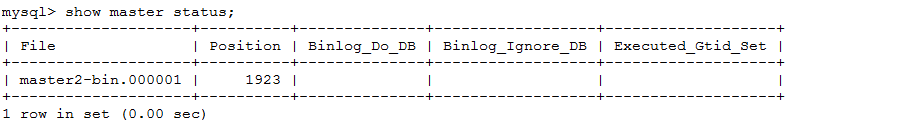 mysql> show master status;
+--------------------+----------+--------------+------------------+-------------------+
| File               | Position | Binlog_Do_DB | Binlog_Ignore_DB | Executed_Gtid_Set |
+--------------------+----------+--------------+------------------+-------------------+
| master2-bin.000001 |     1923 |              |                  |                   |
+--------------------+----------+--------------+------------------+-------------------+
1 row in set (0.00 sec)